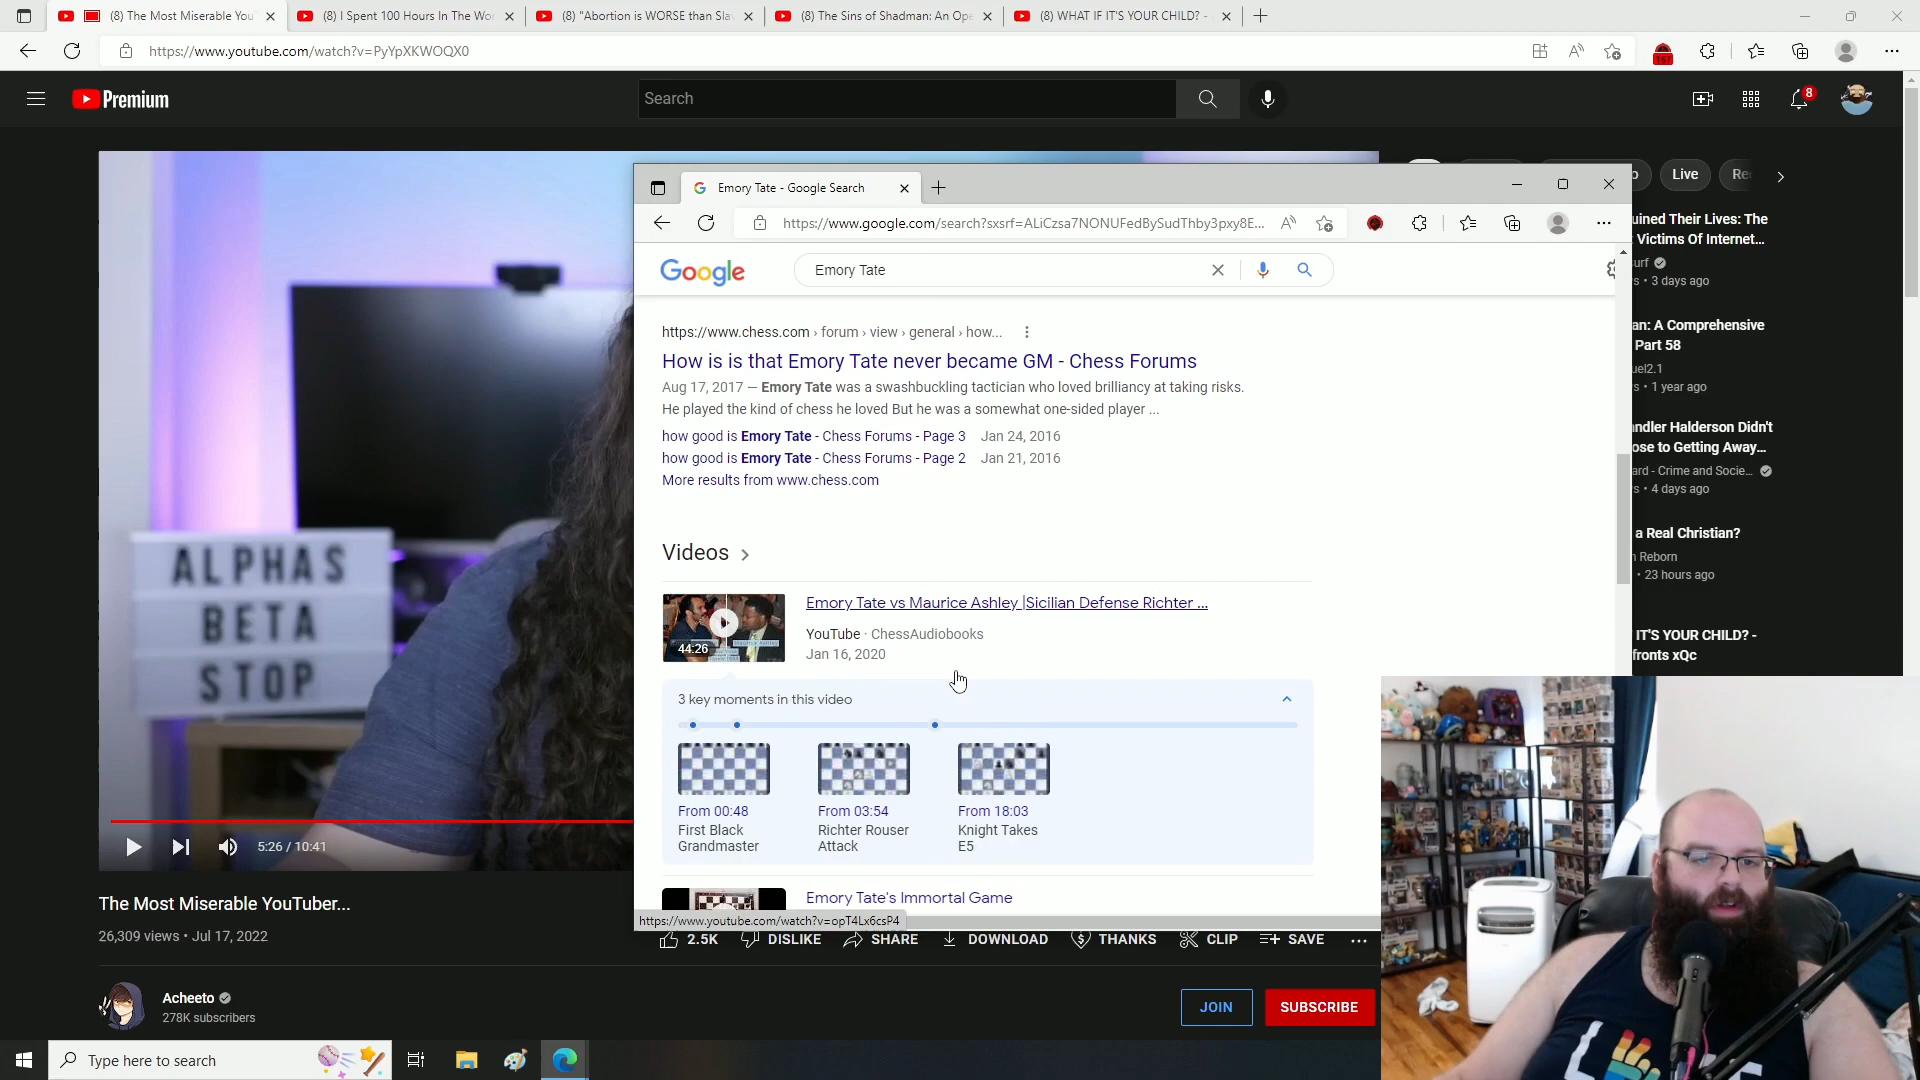 (8) The Most Miserable You
(8) I Spent 100 Hours In The Wo
(8) "Abortion is WORSE than Sla
(8) The Sins of Shadman: An Ope
(8) WHAT IF IT'S YOUR CHILD? -
https://www.youtube.com/watch?v=PyYpXKWOQX0
167
Premium
Search
8
Live
Re
Emory Tate - Google Search
https://www.google.com/search?sxsrf=ALiCzsa7NONUFedBySudThby3pxy8E...
Google
Emory Tate
https://www.chess.com › forum › view › general › how...
How is is that Emory Tate never became GM - Chess Forums
Aug 17, 2017 — Emory Tate was a swashbuckling tactician who loved brilliancy at taking risks.
He played the kind of chess he loved But he was a somewhat one-sided player ...
how good is Emory Tate - Chess Forums - Page 3 Jan 24, 2016
how good is Emory Tate - Chess Forums - Page 2 Jan 21, 2016
More results from www.chess.com
Videos
Emory Tate vs Maurice Ashley |Sicilian Defense Richter ...
YouTube · ChessAudiobooks
Jan 16, 2020
44:26
3 key moments in this video
From 00:48
First Black
Grandmaster
From 03:54
Richter Rouser
Attack
From 18:03
Knight Takes
E5
Emory Tate's Immortal Game
https://www.youtube.com/watch?v=opT4Lx6csP4
uined Their Lives: The
Victims Of Internet...
urf
s • 3 days ago
an: A Comprehensive
Part 58
uel2.1
s • 1 year ago
andler Halderson Didn't
ose to Getting Away...
ard - Crime and Socie...
s • 4 days ago
a Real Christian?
n Reborn
• 23 hours ago
IT'S YOUR CHILD? -
fronts xQc
ALPHAS
BETA
STOP
5:26 / 10:41
The Most Miserable YouTuber...
26,309 views • Jul 17, 2022
2.5K
DISLIKE
SHARE
DOWNLOAD
THANKS
CLIP
SAVE
Acheeto
278K subscribers
JOIN
SUBSCRIBE
Type here to search